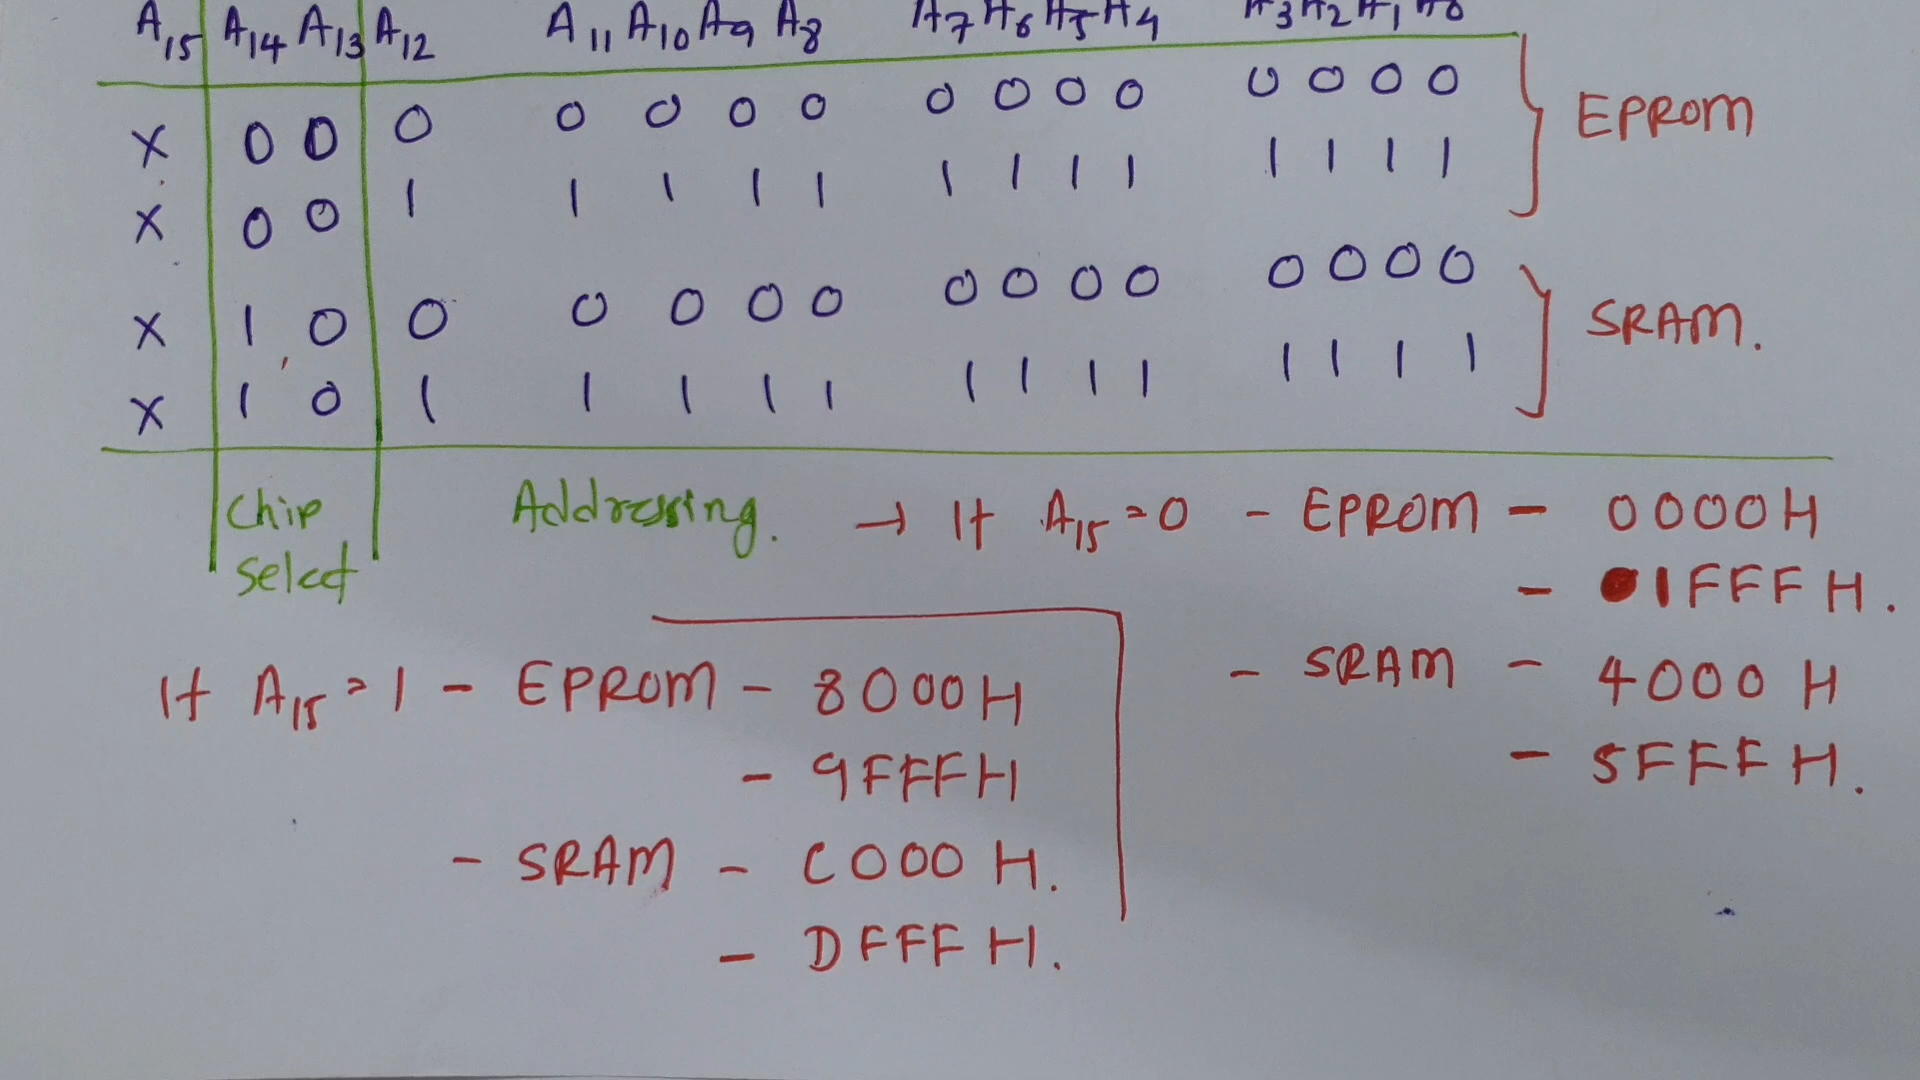 A15 A14 A13 A12 A11 A10 A9 A8 A7 A6 A5 A4 A3 A2 A1 A0
X 0 0 0 0 0 0 0 0 0 0 0 0 0 0 0 EPROM
X 0 0 1 1 1 1 1 1 1 1 1 1 1 1 1
X 1 0 0 0 0 0 0 0 0 0 0 0 0 0 0 SRAM.
X 1 0 1 1 1 1 1 1 1 1 1 1 1 1 1
Chip Select
Addressing.
→ If A15 = 0 - EPROM - 0000H
- 01FFFH.
- SRAM - 4000 H
- 5FFF H.
If A15 = 1 - EPROM - 8000H
- 9FFFH
- SRAM - C000 H.
- DFFF H.